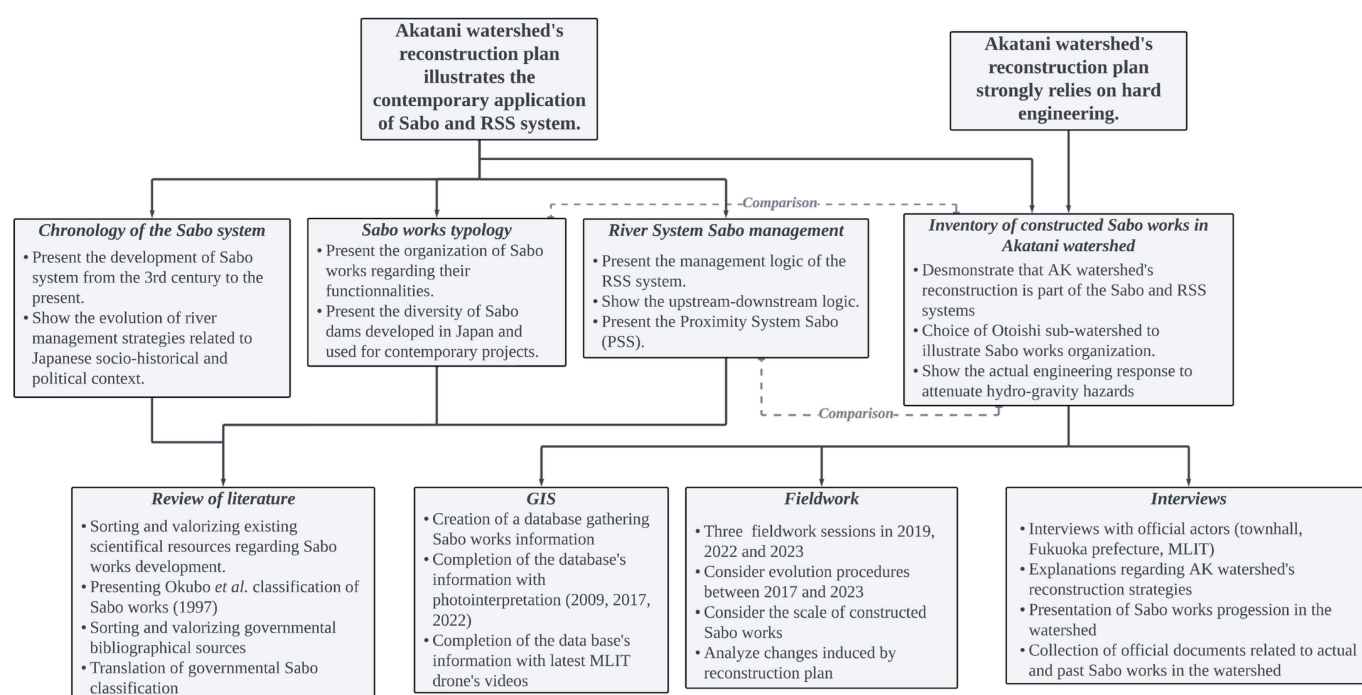 Akatani watershed's
reconstruction plan
illustrates the
contemporary application
of Sabo and RSS system.
Akatani watershed's
reconstruction plan
strongly relies on hard
engineering.
Comparison
Chronology of the Sabo system
• Present the development of Sabo
system from the 3rd century to the
present.
• Show the evolution of river
management strategies related to
Japanese socio-historical and
political context.
Sabo works typology
• Present the organization of Sabo
works regarding their
functionnalities.
• Present the diversity of Sabo
dams developed in Japan and
used for contemporary projects.
River System Sabo management
• Present the management logic of the
RSS system.
• Show the upstream-downstream logic.
• Present the Proximity System Sabo
(PSS).
Inventory of constructed Sabo works in
Akatani watershed
• Desmonstrate that AK watershed's
reconstruction is part of the Sabo and RSS
systems
• Choice of Otoishi sub-watershed to
illustrate Sabo works organization.
• Show the actual engineering response to
attenuate hydro-gravity hazards
Comparison
Review of literature
• Sorting and valorizing existing
scientifical resources regarding Sabo
works development.
• Presenting Okubo et al. classification of
Sabo works (1997)
• Sorting and valorizing governmental
bibliographical sources
• Translation of governmental Sabo
classification
GIS
• Creation of a database gathering
Sabo works information
• Completion of the database's
information with
photointerpretation (2009, 2017,
2022)
• Completion of the data base's
information with latest MLIT
drone's videos
Fieldwork
• Three fieldwork sessions in 2019,
2022 and 2023
• Consider evolution procedures
between 2017 and 2023
• Consider the scale of constructed
Sabo works
• Analyze changes induced by
reconstruction plan
Interviews
• Interviews with official actors (townhall,
Fukuoka prefecture, MLIT)
• Explanations regarding AK watershed's
reconstruction strategies
• Presentation of Sabo works progession in the
watershed
• Collection of official documents related to actual
and past Sabo works in the watershed